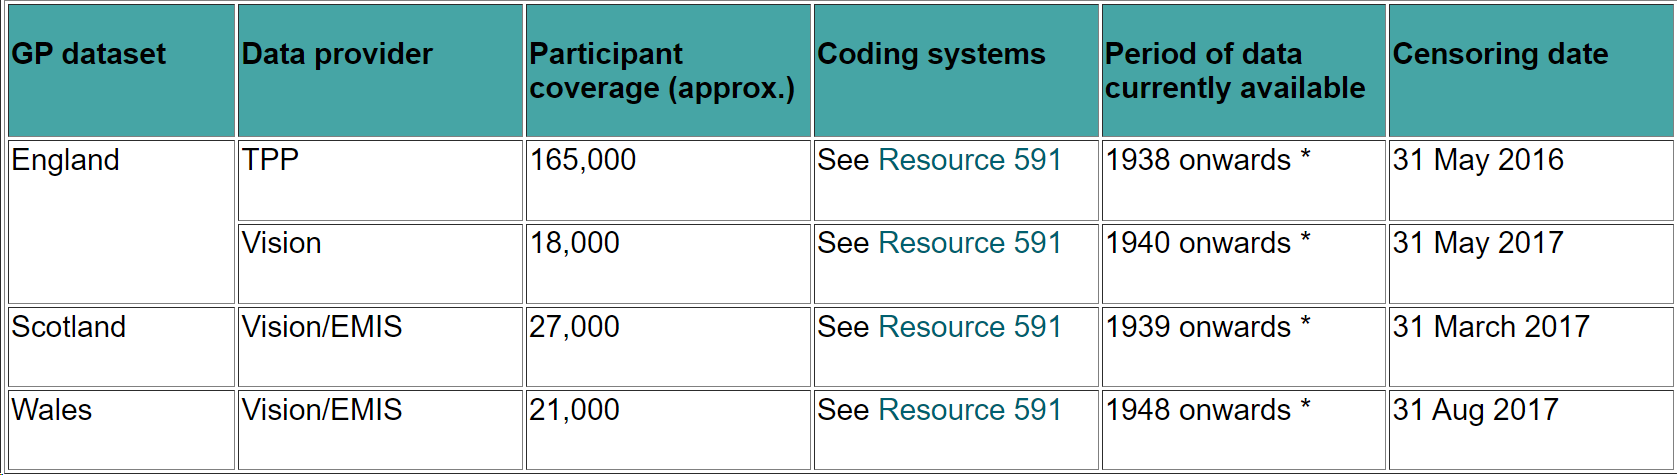 GP dataset
Data provider
Participant
coverage (approx.)
Coding systems
Period of data
currently available
Censoring date
England
TPP
165,000
See Resource 591
1938 onwards *
31 May 2016
Vision
18,000
See Resource 591
1940 onwards *
31 May 2017
Scotland
Vision/EMIS
27,000
See Resource 591
1939 onwards *
31 March 2017
Wales
Vision/EMIS
21,000
See Resource 591
1948 onwards *
31 Aug 2017